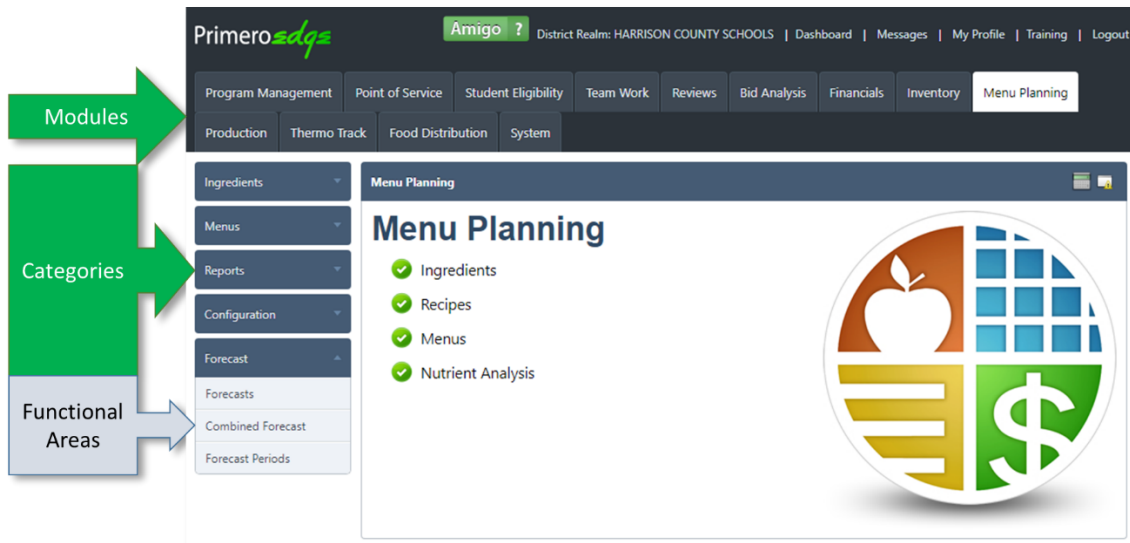 Primeroedge
Amigo ? District Realm: HARRISON COUNTY SCHOOLS | Dashboard | Messages | My Profile | Training | Logout
Program Management Point of Service Student Eligibility Team Work Reviews Bid Analysis Financials Inventory Menu Planning
Production Thermo Track Food Distribution System
Modules
Categories
Functional
Areas
Ingredients
Menus
Reports
Configuration
Forecast
Forecasts
Combined Forecast
Forecast Periods
Menu Planning
Menu Planning
Ingredients
Recipes
Menus
Nutrient Analysis
$